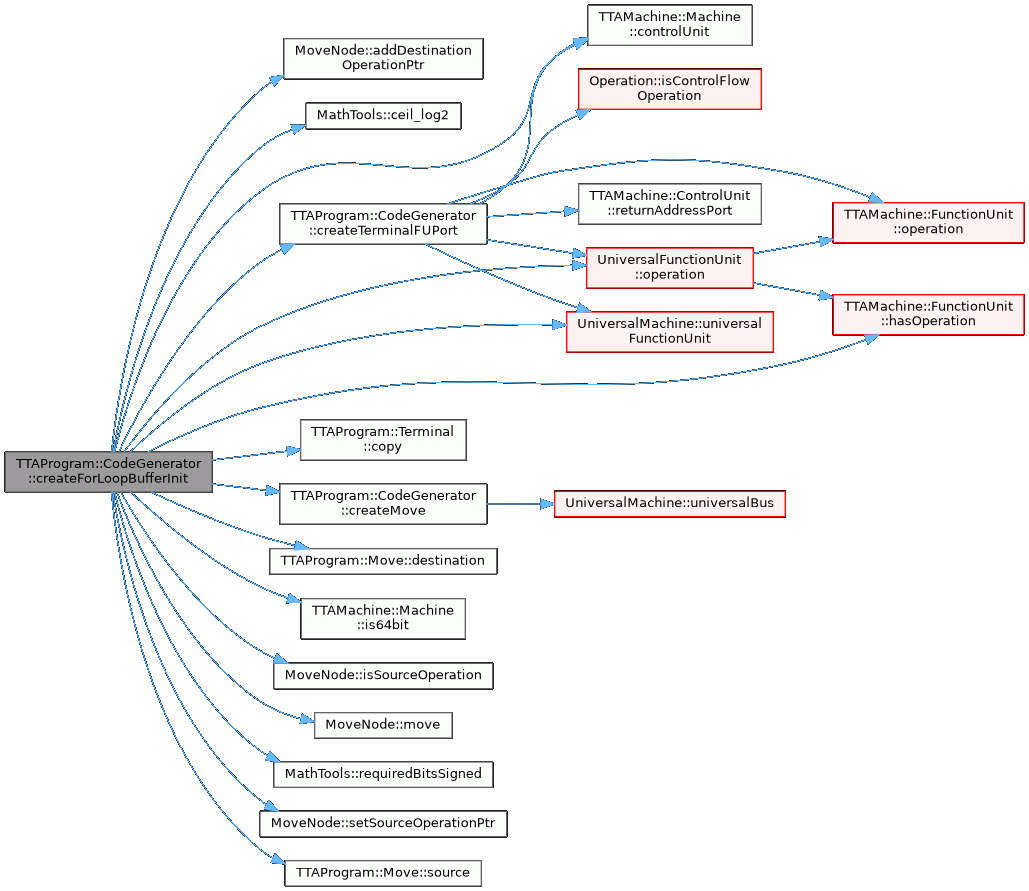 TTAMachine::Machine
::controlUnit
MoveNode::addDestination
OperationPtr
Operation::isControlFlow
Operation
MathTools::ceil_log2
TTAProgram::CodeGenerator
::createTerminalFUPort
TTAMachine::ControlUnit
::returnAddressPort
TTAMachine::FunctionUnit
::operation
UniversalFunctionUnit
::operation
TTAMachine::FunctionUnit
::hasOperation
UniversalMachine::universal
FunctionUnit
TTAProgram::Terminal
::copy
TTAProgram::CodeGenerator
::createForLoopBufferInit
TTAProgram::CodeGenerator
::createMove
UniversalMachine::universalBus
TTAProgram::Move::destination
TTAMachine::Machine
::is64bit
MoveNode::isSourceOperation
MoveNode::move
MathTools::requiredBitsSigned
MoveNode::setSourceOperationPtr
TTAProgram::Move::source